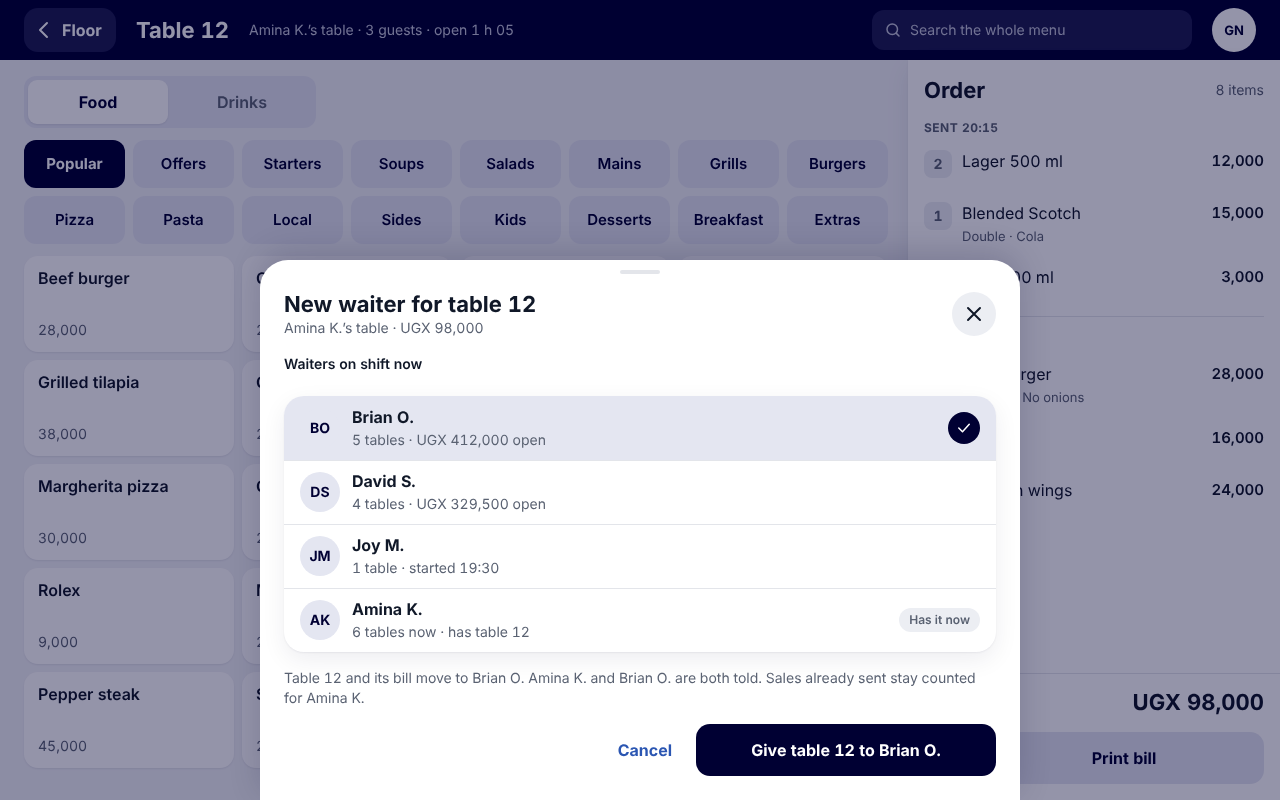 Floor
Table 12
Amina K.’s table · 3 guests · open 1 h 05
Search the whole menu
GN
Food
Drinks
Popular
Offers
Starters
Soups
Salads
Mains
Grills
Burgers
Pizza
Pasta
Local
Sides
Kids
Desserts
Breakfast
Extras
Beef burger
28,000
Grilled tilapia
38,000
Margherita pizza
30,000
Rolex
9,000
Pepper steak
45,000
Order
8 items
SENT 20:15
2
Lager 500 ml
12,000
1
Blended Scotch
15,000
Double · Cola
ml
3,000
28,000
No onions
16,000
wings
24,000
UGX 98,000
Print bill
New waiter for table 12
Amina K.’s table · UGX 98,000
Waiters on shift now
BO
Brian O.
5 tables · UGX 412,000 open
DS
David S.
4 tables · UGX 329,500 open
JM
Joy M.
1 table · started 19:30
AK
Amina K.
6 tables now · has table 12
Has it now
Table 12 and its bill move to Brian O. Amina K. and Brian O. are both told. Sales already sent stay counted
for Amina K.
Cancel
Give table 12 to Brian O.